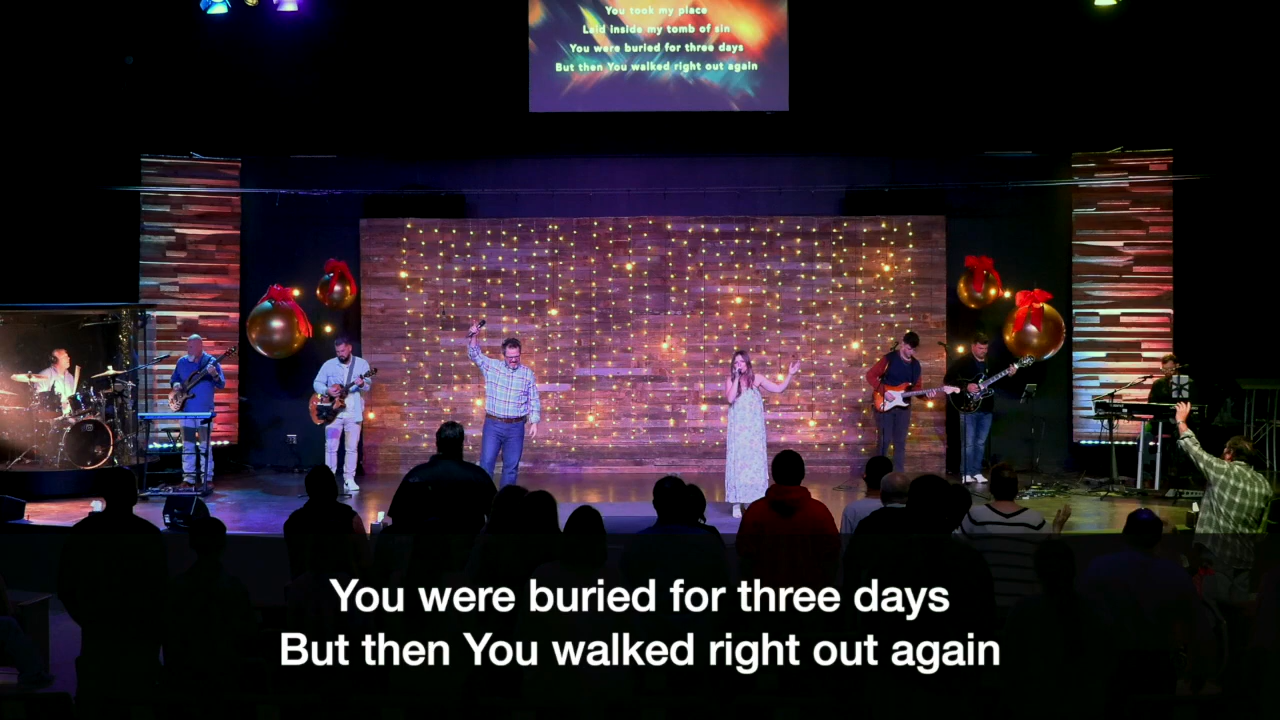 You took my place
Laid inside my tomb of sin
You were buried for three days
But then You walked right out again
You were buried for three days
But then You walked right out again